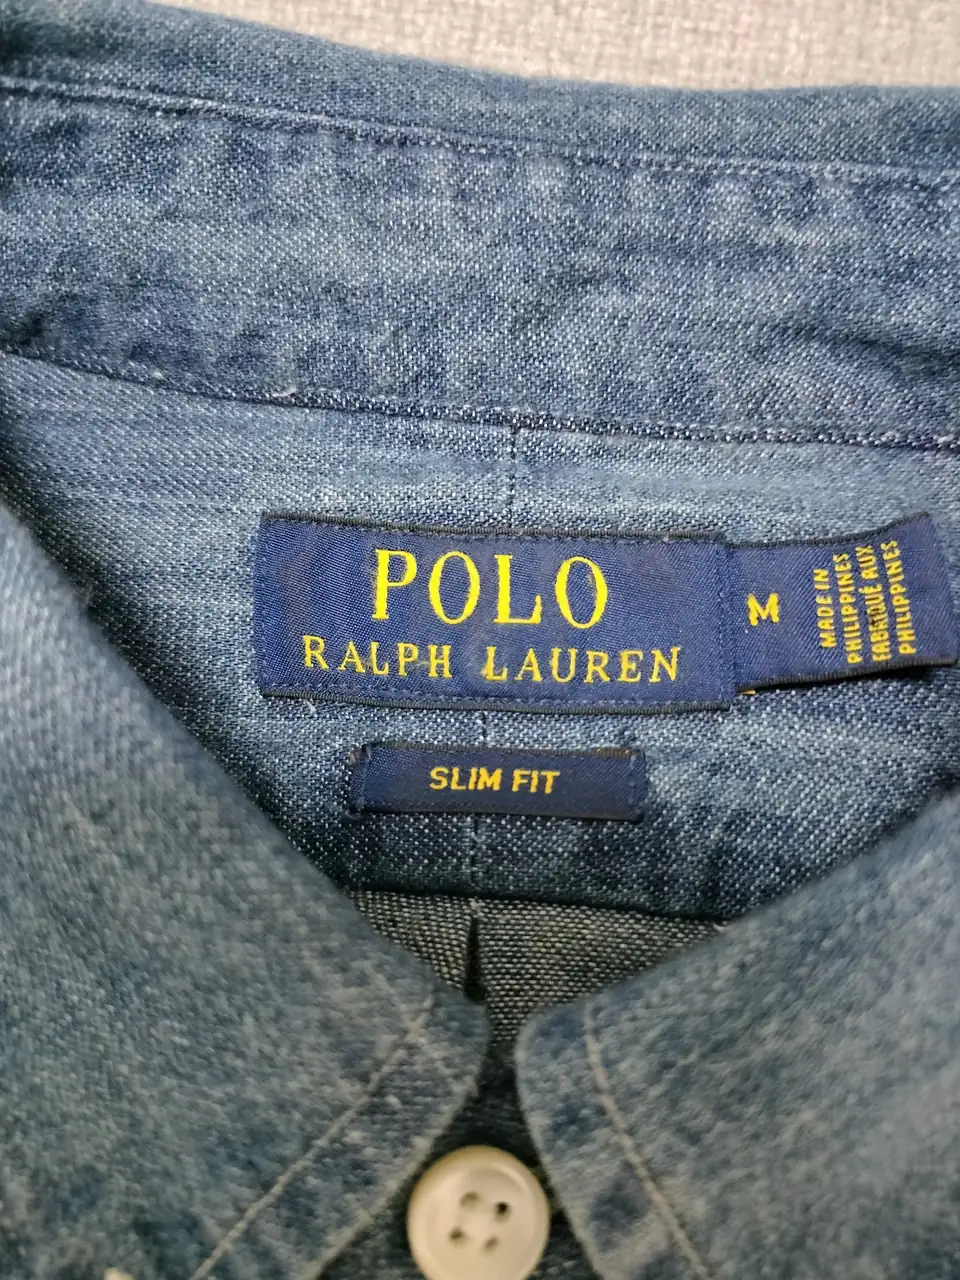 POLO
RALPH LAUREN
M
MADE IN
PHILIPPINES
FABRIQUÉ AUX
PHILIPPINES
SLIM FIT